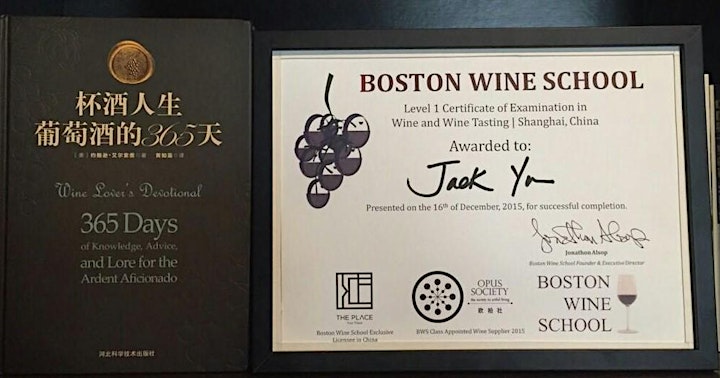 杯酒人生
葡萄酒的365天
Wine Lover's Devotional
365 Days
of Knowledge, Advice,
and Lore for the
Ardent Aficionado
河北科学技术出版社
BOSTON WINE SCHOOL
Level 1 Certificate of Examination in
Wine and Wine Tasting | Shanghai, China
Awarded to:
Jack Yu
Presented on the 16th of December, 2015, for successful completion.
Jonathon Alsop
Jonathon Alsop
Boston Wine School Founder & Executive Director
THE PLACE
Boston Wine School Exclusive
Licensee in China
OPUS
SOCIETY
欧柏社
BWS Class Appointed Wine Supplier 2015
BOSTON
WINE
SCHOOL